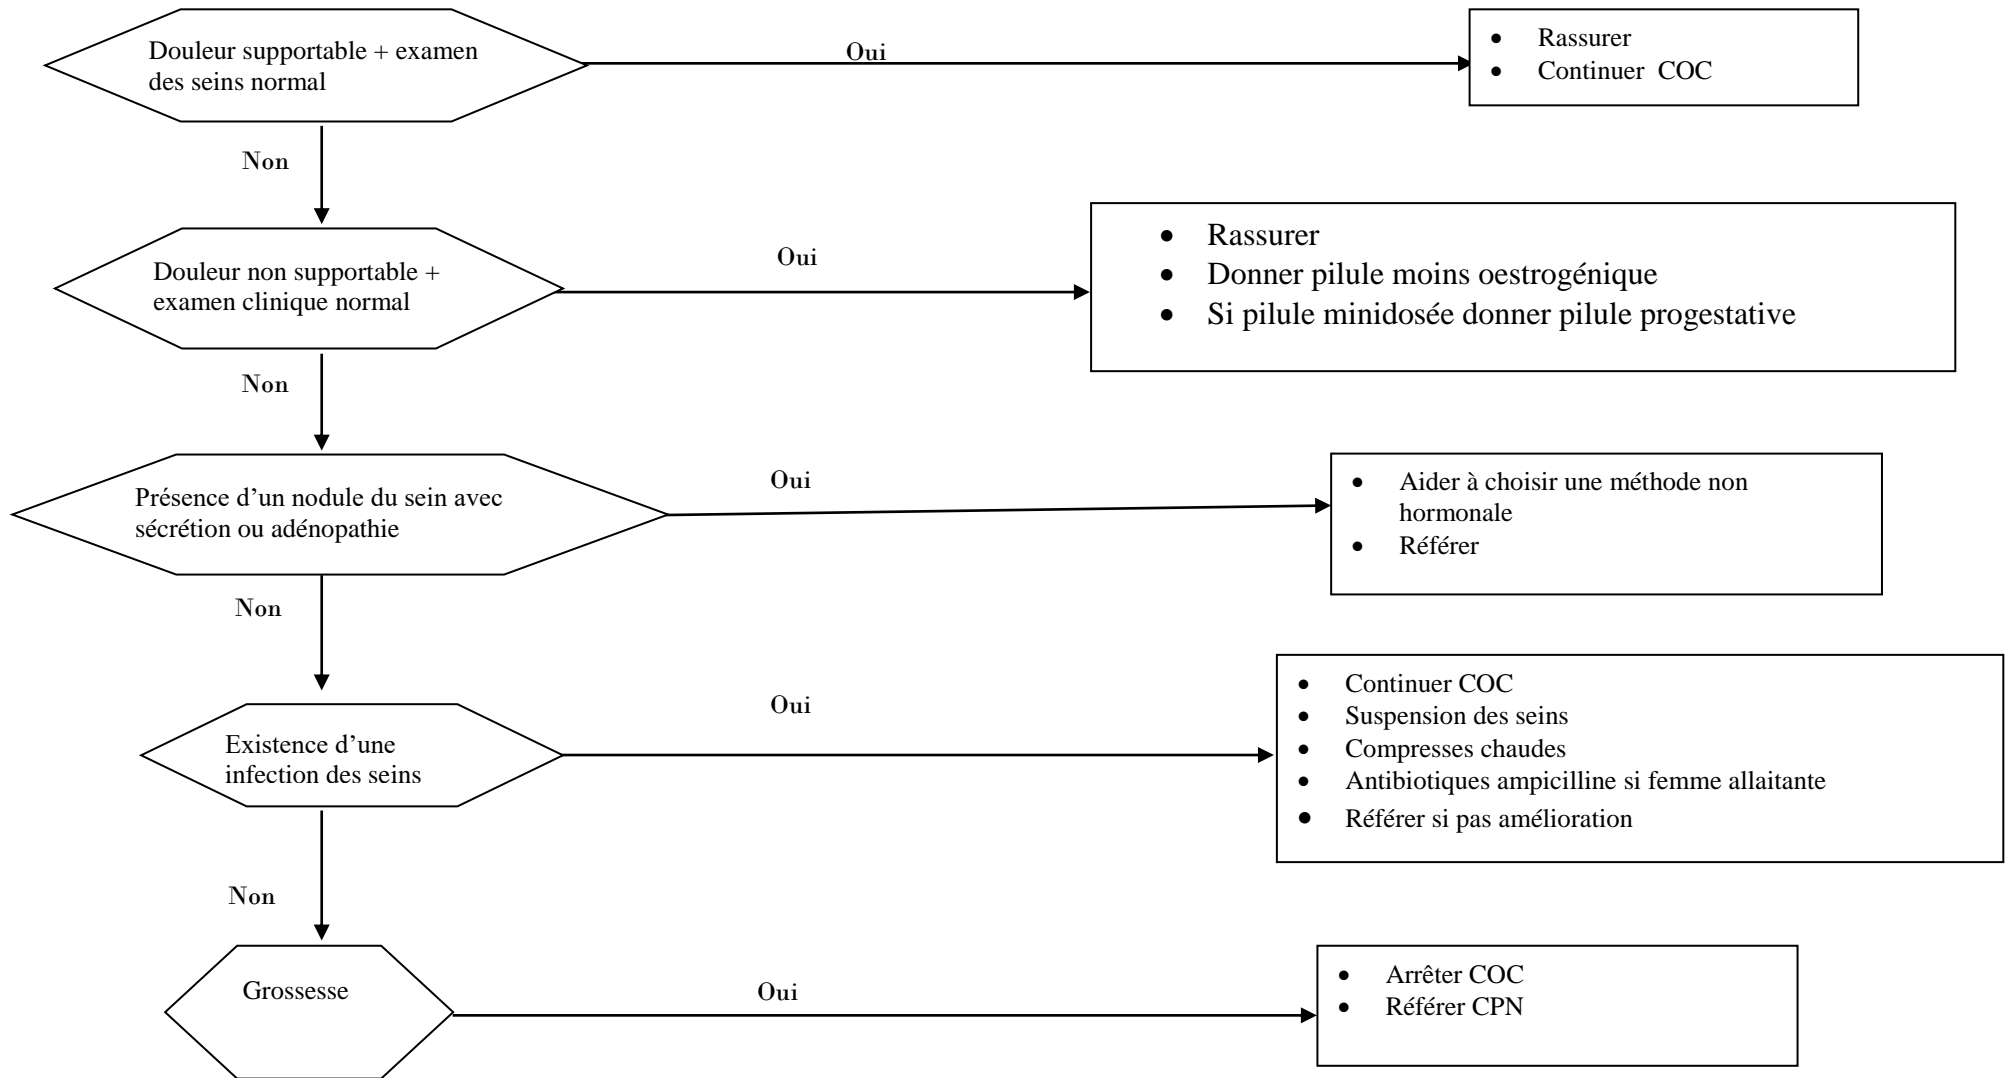 Douleur supportable + examen
des seins normal
Oui
• Rassurer
• Continuer COC
Non
Douleur non supportable +
examen clinique normal
Oui
• Rassurer
• Donner pilule moins oestrogénique
• Si pilule minidosée donner pilule progestative
Non
Présence d’un nodule du sein avec
sécrétion ou adénopathie
Oui
• Aider à choisir une méthode non
hormonale
• Référer
Non
Existence d’une
infection des seins
Oui
• Continuer COC
• Suspension des seins
• Compresses chaudes
• Antibiotiques ampicilline si femme allaitante
• Référer si pas amélioration
Non
Grossesse
Oui
• Arrêter COC
• Référer CPN